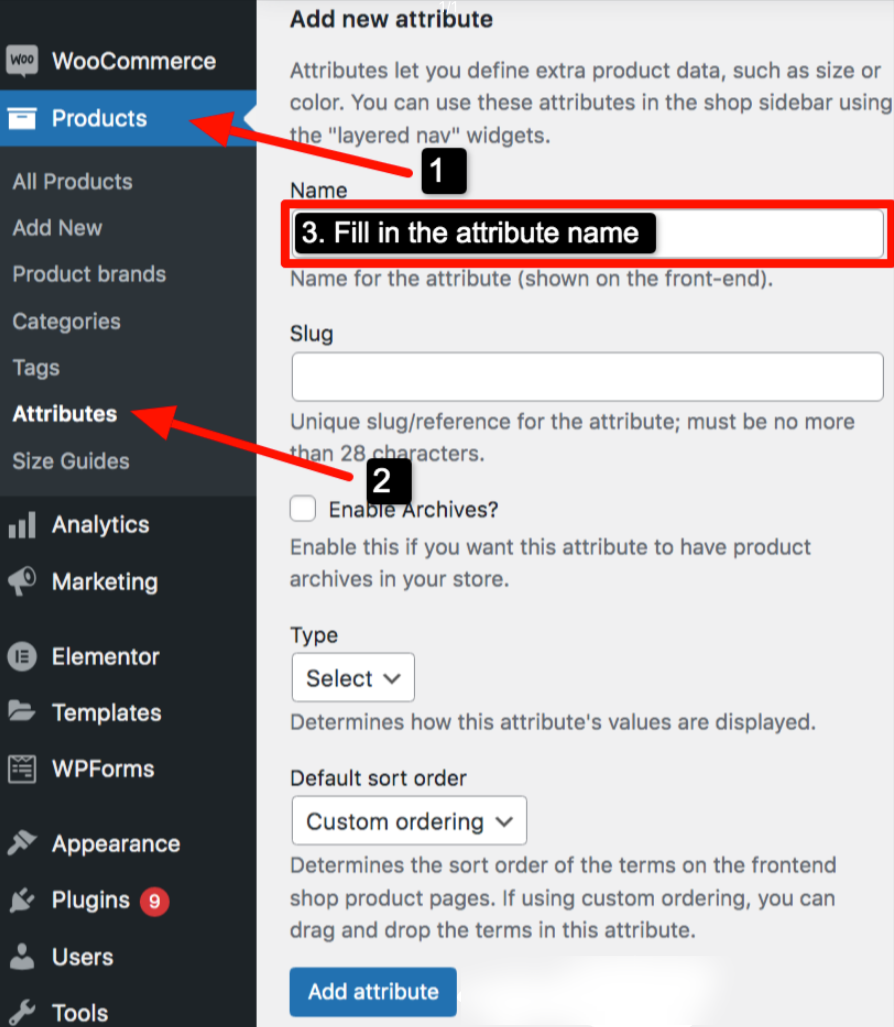 1/1
Woo
WooCommerce
Products
All Products
Add New
Product brands
Categories
Tags
Attributes
Size Guides
Analytics
Marketing
Elementor
Templates
WPForms
Appearance
Plugins 9
Users
Tools
Add new attribute
Attributes let you define extra product data, such as size or
color. You can use these attributes in the shop sidebar using
the "layered nav" widgets.
1
Name
3. Fill in the attribute name
Name for the attribute (shown on the front-end).
Slug
Unique slug/reference for the attribute; must be no more
than 28 characters.
2
Enable Archives?
Enable this if you want this attribute to have product
archives in your store.
Type
Select
Determines how this attribute's values are displayed.
Default sort order
Custom ordering
Determines the sort order of the terms on the frontend
shop product pages. If using custom ordering, you can
drag and drop the terms in this attribute.
Add attribute